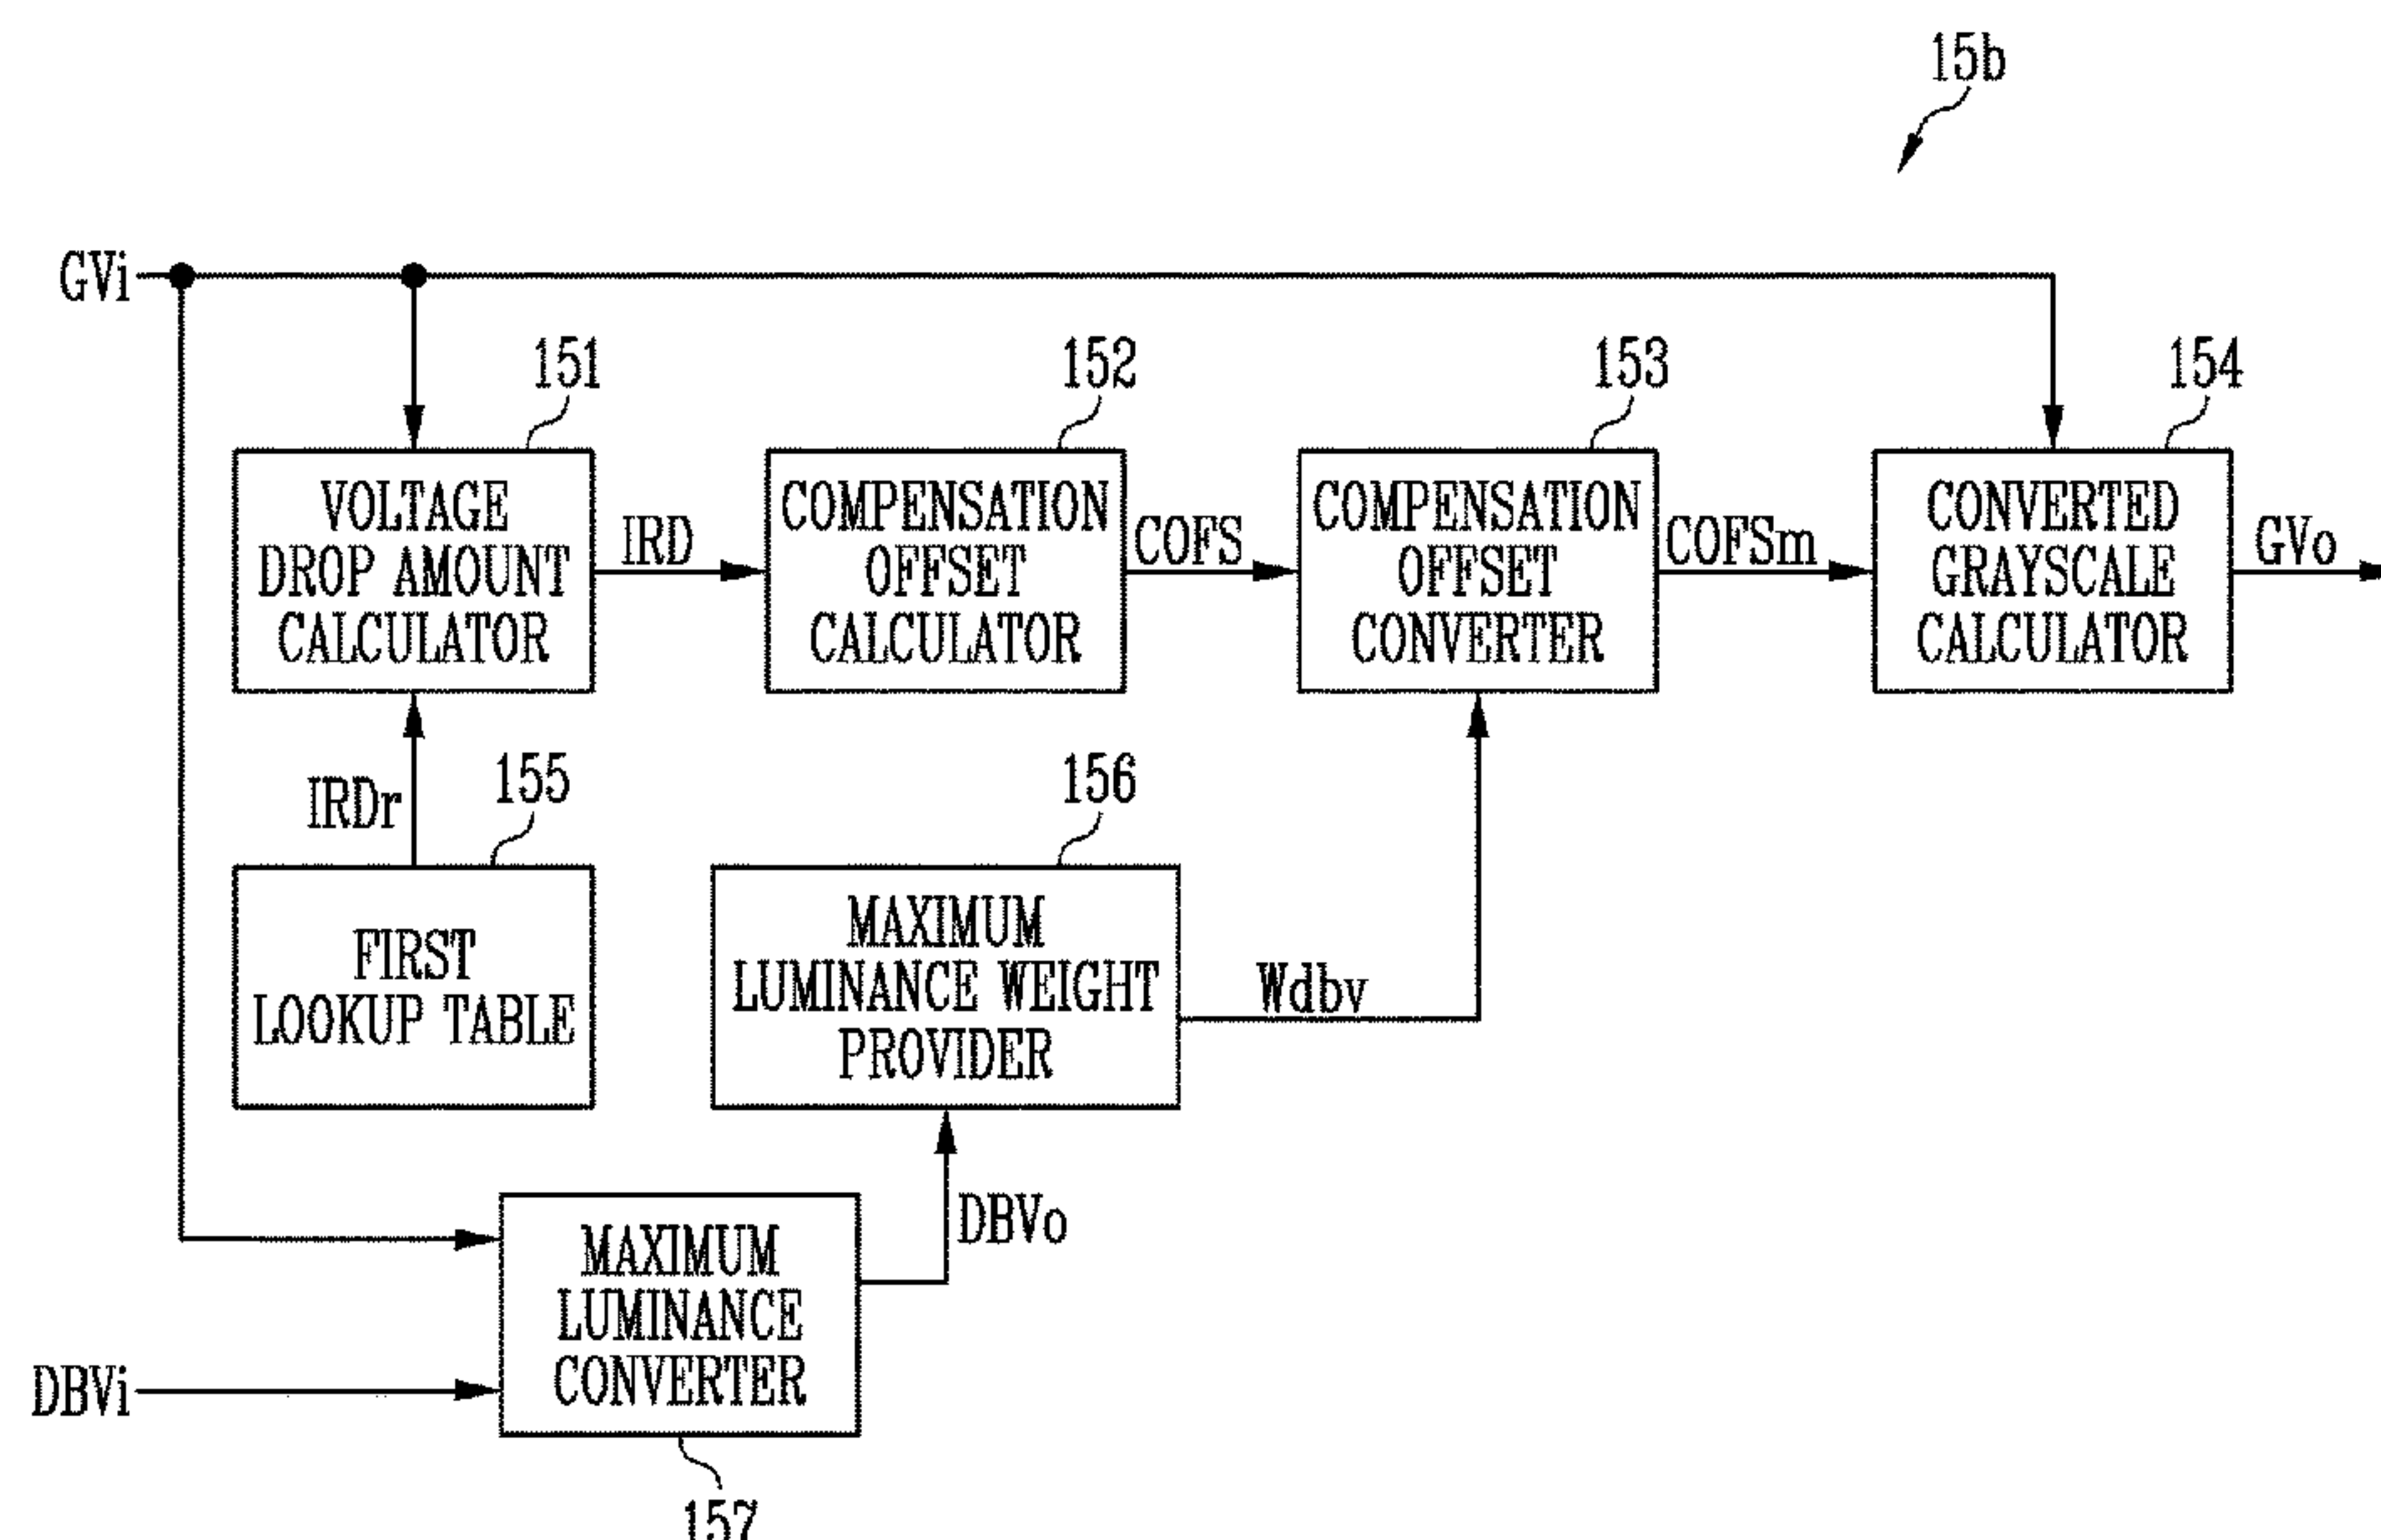 15b
GVi
151
152
153
154
VOLTAGE
DROP AMOUNT
CALCULATOR
IRD
COMPENSATION
OFFSET
CALCULATOR
COFS
COMPENSATION
OFFSET
CONVERTER
COFSm
CONVERTED
GRAYSCALE
CALCULATOR
GVo
IRDr
155
156
FIRST
LOOKUP TABLE
MAXIMUM
LUMINANCE WEIGHT
PROVIDER
Wdbv
DBVo
MAXIMUM
LUMINANCE
CONVERTER
DBVi
157